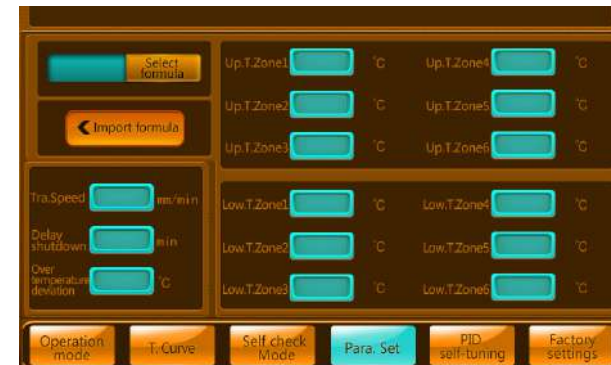 Select
formula
Import formula
Tra.Speed mm/min
Delay
shutdown min
Over
temperature
deviation °C
Up.T.Zone1 °C Up.T.Zone4 °C
Up.T.Zone2 °C Up.T.Zone5 °C
Up.T.Zone3 °C Up.T.Zone6 °C
Low.T.Zone1 °C Low.T.Zone4 °C
Low.T.Zone2 °C Low.T.Zone5 °C
Low.T.Zone3 °C Low.T.Zone6 °C
Operation
mode
T. Curve
Self check
Mode
Para. Set
PID
self-tuning
Factory
settings